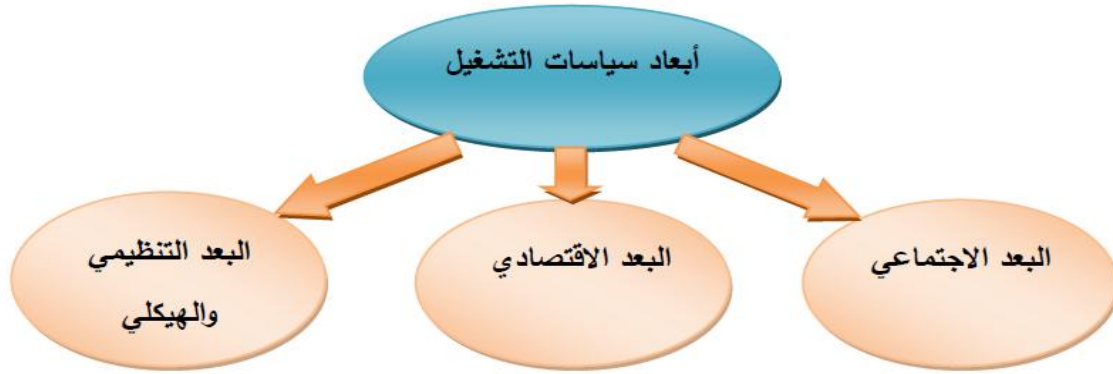 أبعاد سياسات التشغيل
البعد الاجتماعي
البعد الاقتصادي
البعد التنظيمي
والهيكلي